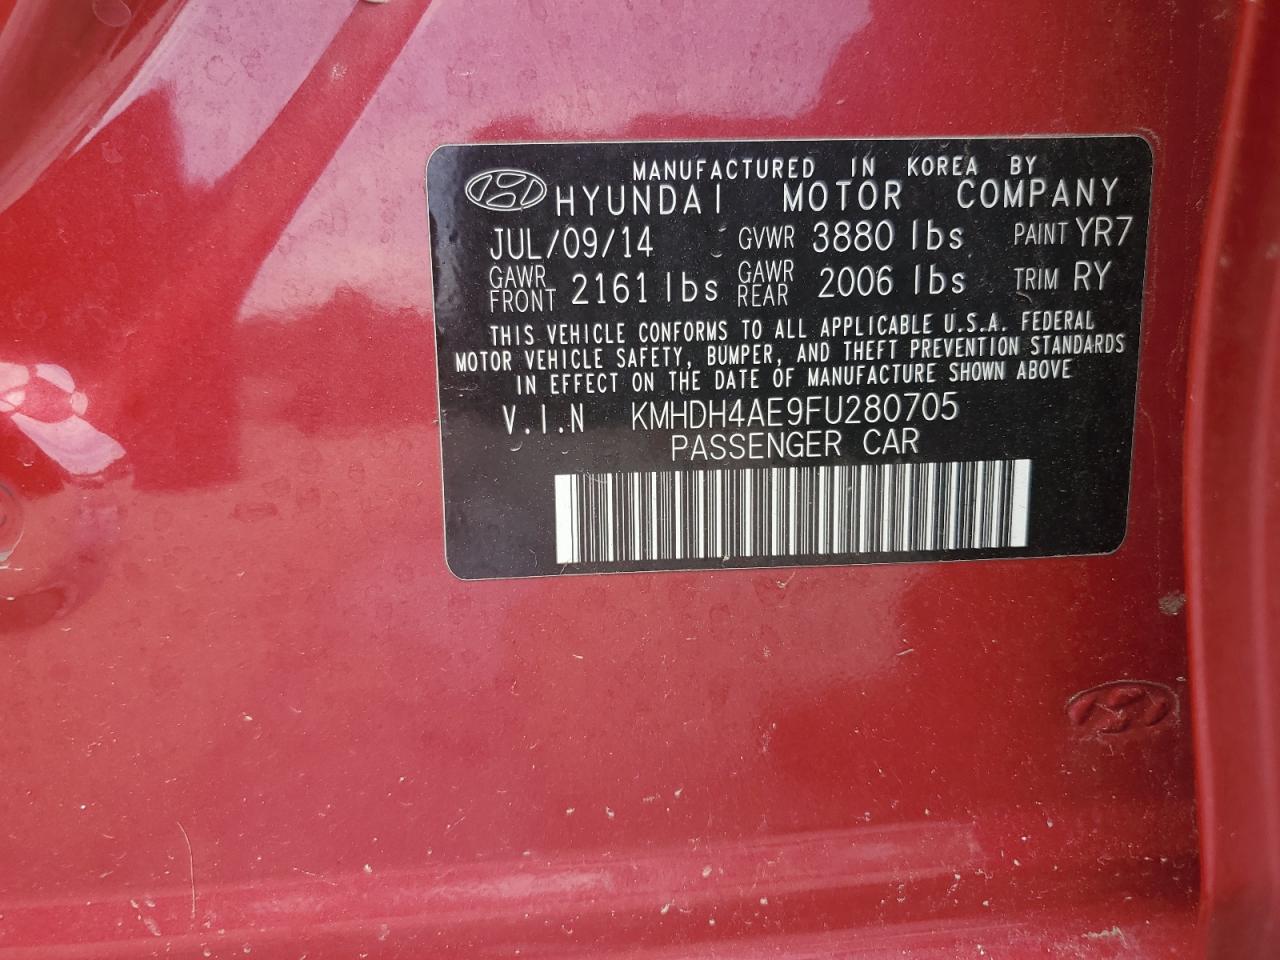 MANUFACTURED IN KOREA BY
HYUNDAI MOTOR COMPANY
JUL/09/14 GVWR 3880 lbs PAINT YR7
GAWR FRONT 2161 lbs GAWR REAR 2006 lbs TRIM RY
THIS VEHICLE CONFORMS TO ALL APPLICABLE U.S.A. FEDERAL
MOTOR VEHICLE SAFETY, BUMPER, AND THEFT PREVENTION STANDARDS
IN EFFECT ON THE DATE OF MANUFACTURE SHOWN ABOVE
V.I.N KMHDH4AE9FU280705
PASSENGER CAR